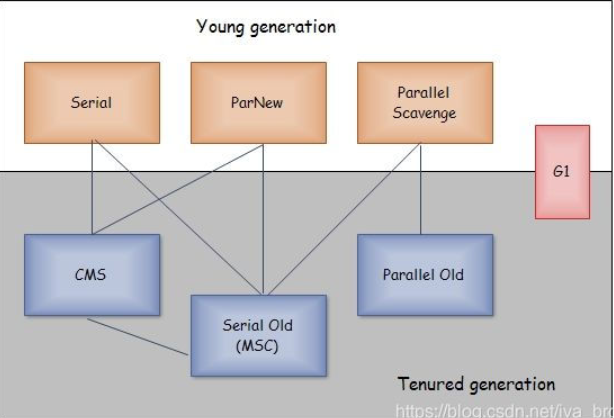 Young generation
Serial
ParNew
Parallel
Scavenge
G1
CMS
Parallel Old
Serial Old
(MSC)
Tenured generation
https://blog.csdn.net/iva_bro